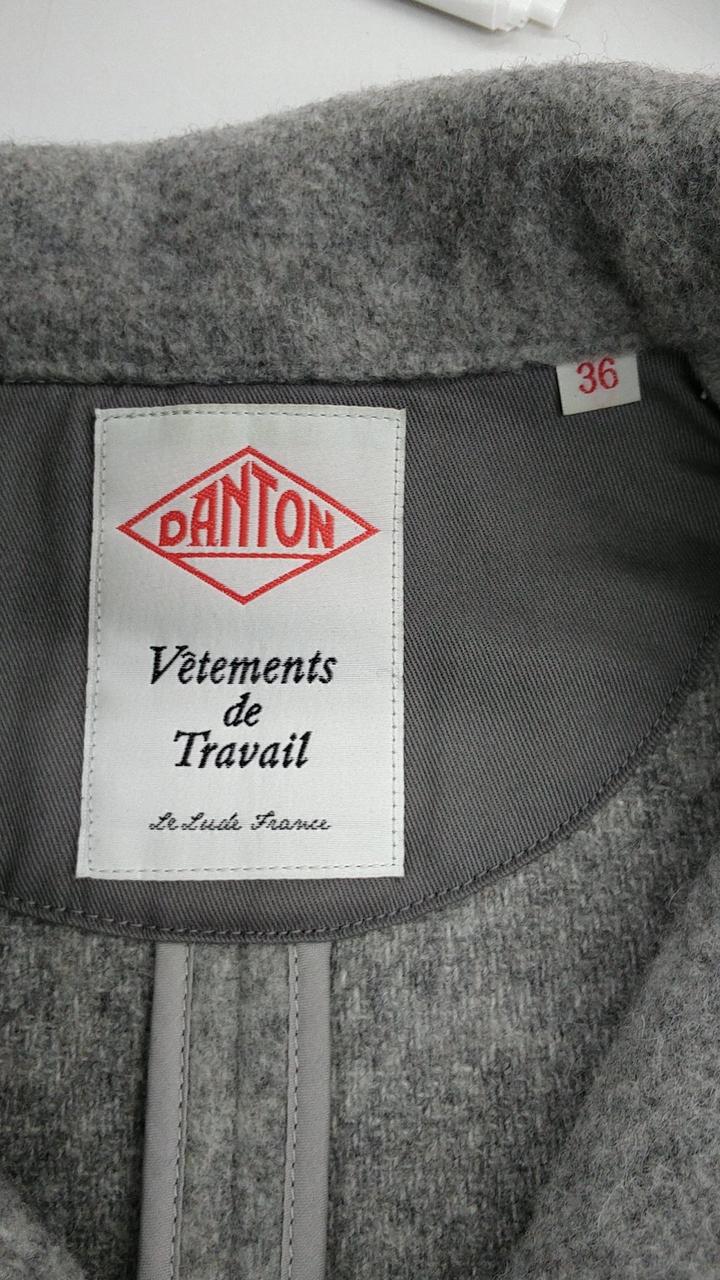 36
DANTON
Vêtements
de
Travail
Le Lude France